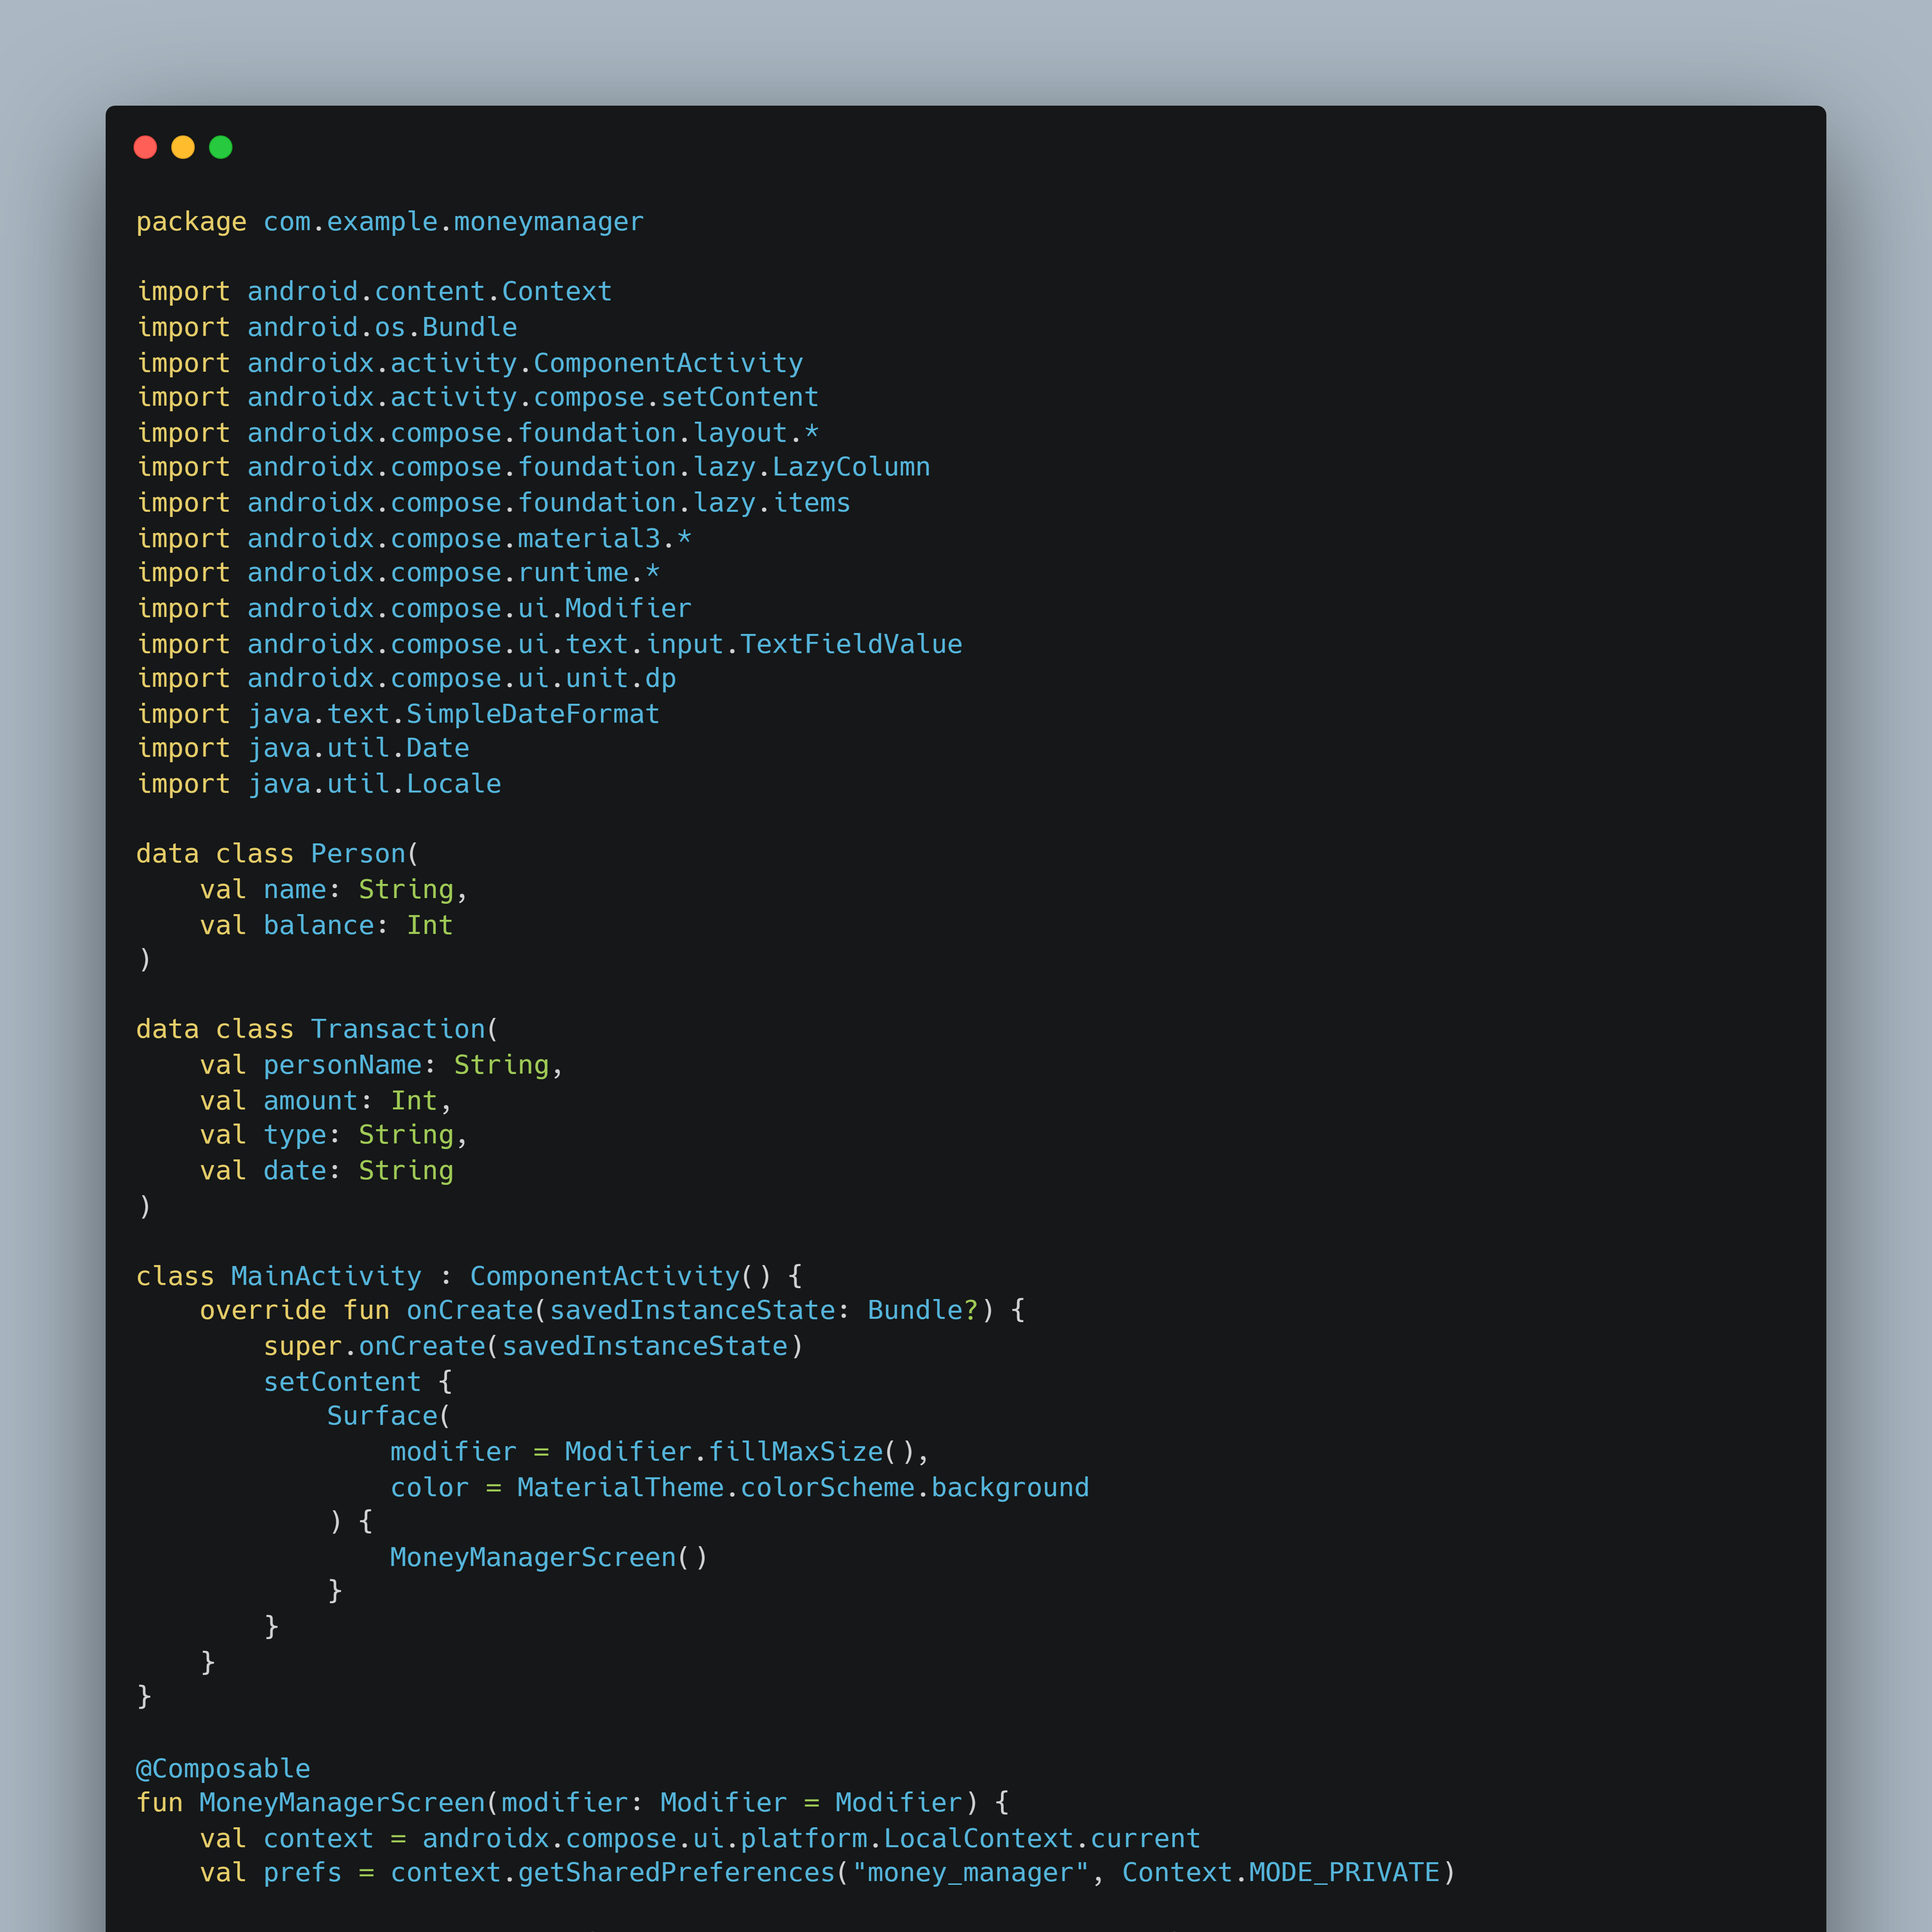 package com.example.moneymanager

import android.content.Context
import android.os.Bundle
import androidx.activity.ComponentActivity
import androidx.activity.compose.setContent
import androidx.compose.foundation.layout.*
import androidx.compose.foundation.lazy.LazyColumn
import androidx.compose.foundation.lazy.items
import androidx.compose.material3.*
import androidx.compose.runtime.*
import androidx.compose.ui.Modifier
import androidx.compose.ui.text.input.TextFieldValue
import androidx.compose.ui.unit.dp
import java.text.SimpleDateFormat
import java.util.Date
import java.util.Locale

data class Person(
    val name: String,
    val balance: Int
)

data class Transaction(
    val personName: String,
    val amount: Int,
    val type: String,
    val date: String
)

class MainActivity : ComponentActivity() {
    override fun onCreate(savedInstanceState: Bundle?) {
        super.onCreate(savedInstanceState)
        setContent {
            Surface(
                modifier = Modifier.fillMaxSize(),
                color = MaterialTheme.colorScheme.background
            ) {
                MoneyManagerScreen()
            }
        }
    }
}

@Composable
fun MoneyManagerScreen(modifier: Modifier = Modifier) {
    val context = androidx.compose.ui.platform.LocalContext.current
    val prefs = context.getSharedPreferences("money_manager", Context.MODE_PRIVATE)